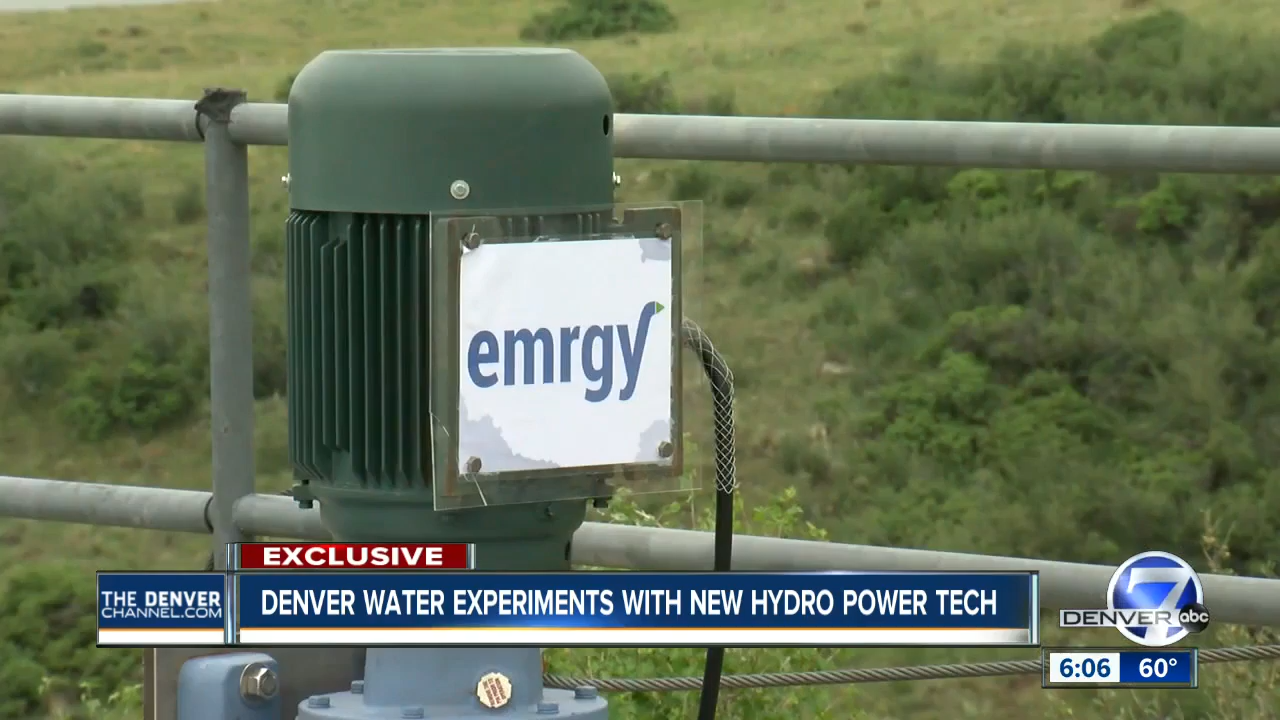 emrgy
EXCLUSIVE
THE DENVER
CHANNEL.COM
DENVER WATER EXPERIMENTS WITH NEW HYDRO POWER TECH
7
DENVER abc
6:06 60°